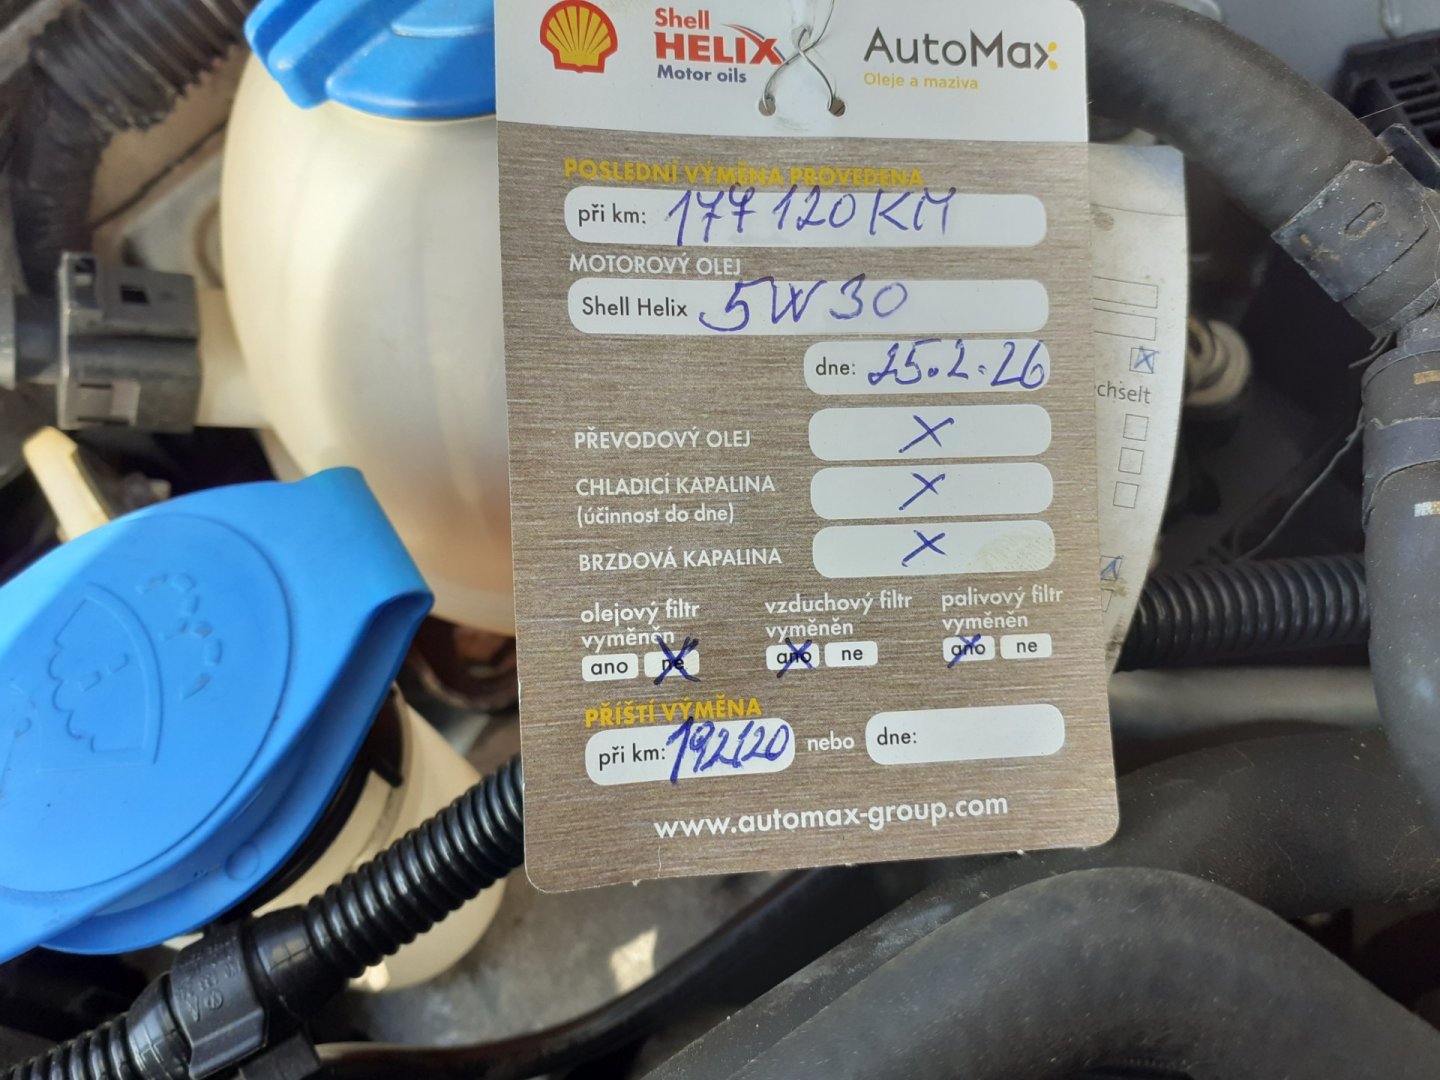 Shell
HELIX
Motor oils
AutoMax
Oleje a maziva
POSLEDNÍ VÝMĚNA PROVEDENA
při km: 177 120 KM
MOTOROVÝ OLEJ
Shell Helix 5W30
dne: 25.2.26
PŘEVODOVÝ OLEJ X
CHLADICÍ KAPALINA X
(účinnost do dne)
BRZDOVÁ KAPALINA X
olejový filtr vzduchový filtr palivový filtr
vyměněn vyměněn vyměněn
ano ne ano ne ano ne
PŘÍŠTÍ VÝMĚNA
při km: 192120 nebo dne:
www.automax-group.com
chselt